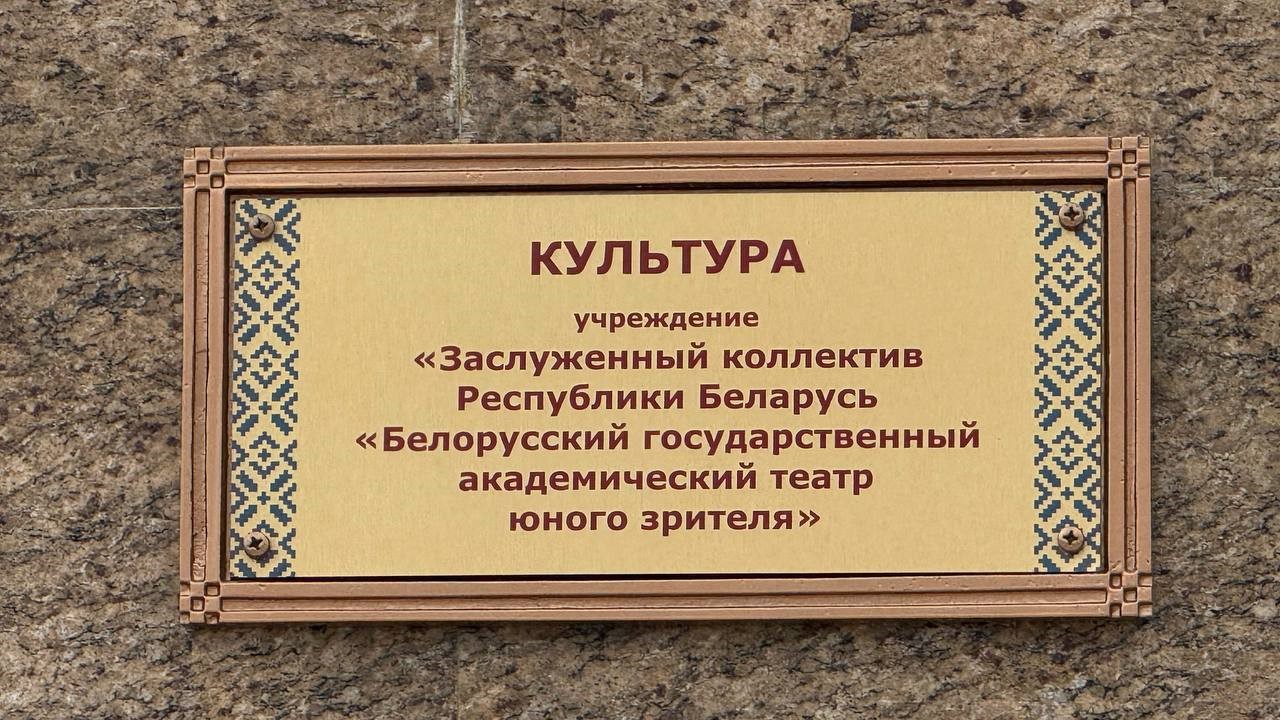 КУЛЬТУРА
учреждение
«Заслуженный коллектив
Республики Беларусь
«Белорусский государственный
академический театр
юного зрителя»